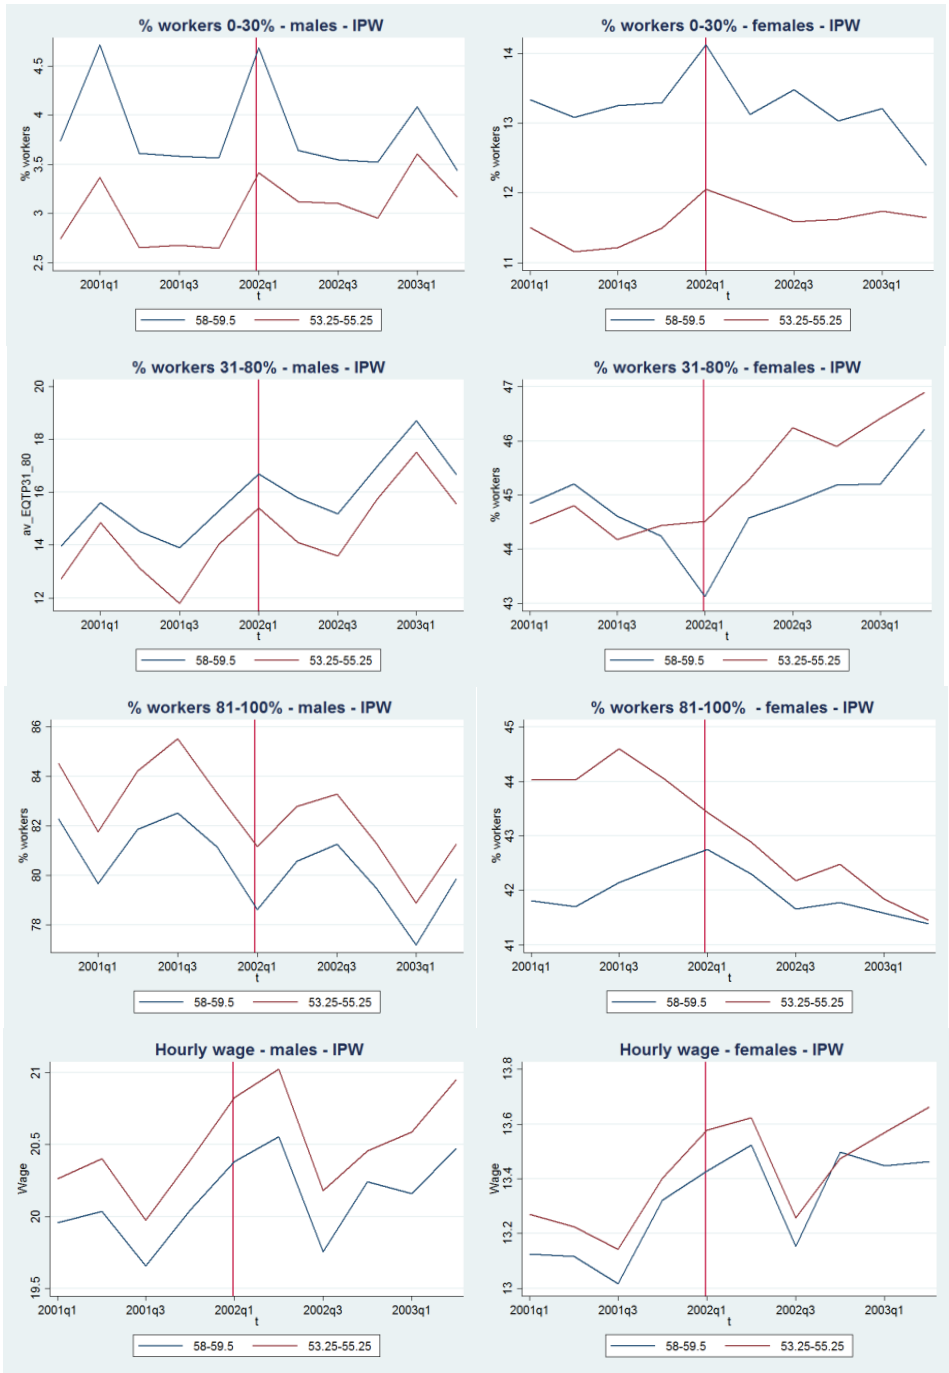 % workers 0-30% - males - IPW
% workers
4.5
4
3.5
3
2.5
2001q1 2001q3 2002q1 2002q3 2003q1
t
58-59.5 53.25-55.25
% workers 0-30% - females - IPW
% workers
14
13
12
11
2001q1 2001q3 2002q1 2002q3 2003q1
t
58-59.5 53.25-55.25
% workers 31-80% - males - IPW
av_EQTP31_80
20
18
16
14
12
2001q1 2001q3 2002q1 2002q3 2003q1
t
58-59.5 53.25-55.25
% workers 31-80% - females - IPW
% workers
47
46
45
44
43
2001q1 2001q3 2002q1 2002q3 2003q1
t
58-59.5 53.25-55.25
% workers 81-100% - males - IPW
% workers
86
84
82
80
78
2001q1 2001q3 2002q1 2002q3 2003q1
t
58-59.5 53.25-55.25
% workers 81-100% - females - IPW
% workers
45
44
43
42
41
2001q1 2001q3 2002q1 2002q3 2003q1
t
58-59.5 53.25-55.25
Hourly wage - males - IPW
Wage
21
20.5
20
19.5
2001q1 2001q3 2002q1 2002q3 2003q1
t
58-59.5 53.25-55.25
Hourly wage - females - IPW
Wage
13.8
13.6
13.4
13.2
13
2001q1 2001q3 2002q1 2002q3 2003q1
t
58-59.5 53.25-55.25